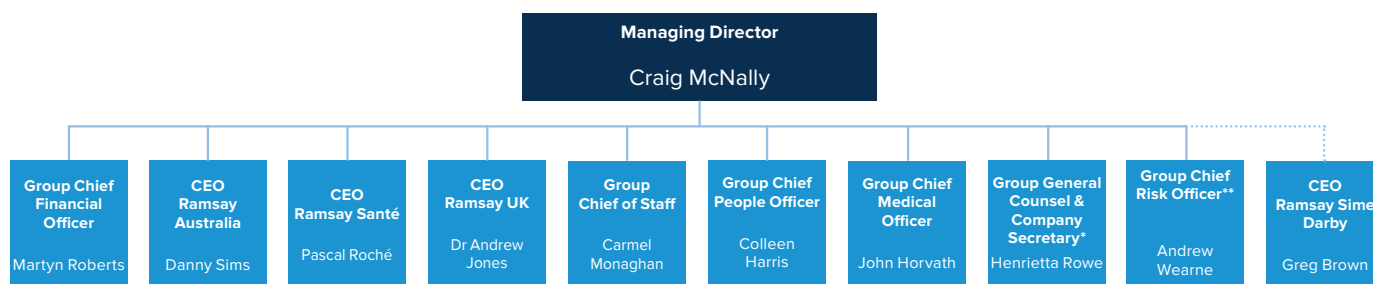 Managing Director
Craig McNally
Group Chief
Financial
Officer
Martyn Roberts
CEO
Ramsay
Australia
Danny Sims
CEO
Ramsay Santé
Pascal Roché
CEO
Ramsay UK
Dr Andrew
Jones
Group
Chief of Staff
Carmel
Monaghan
Group Chief
People Officer
Colleen
Harris
Group Chief
Medical
Officer
John Horvath
Group General
Counsel &
Company
Secretary*
Henrietta Rowe
Group Chief
Risk Officer**
Andrew
Wearne
CEO
Ramsay Sime
Darby
Greg Brown